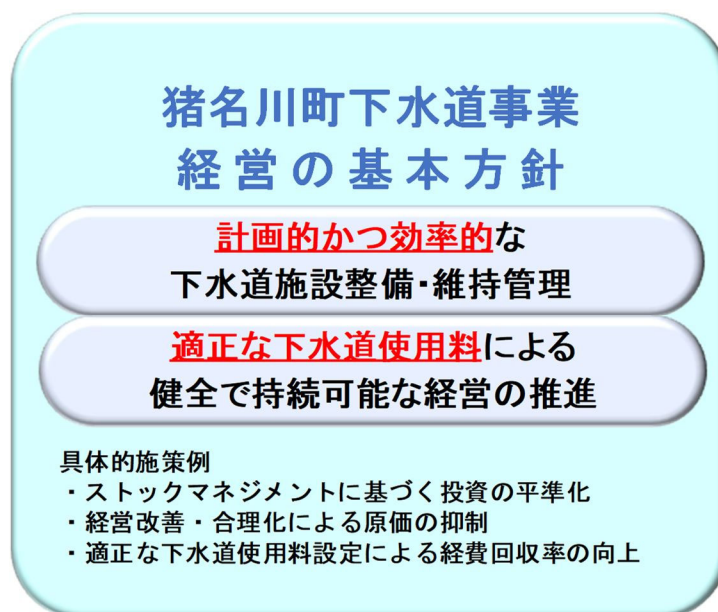 猪名川町下水道事業
経営の基本方針
計画的かつ効率的な
下水道施設整備・維持管理
適正な下水道使用料による
健全で持続可能な経営の推進
具体的施策例
・ストックマネジメントに基づく投資の平準化
・経営改善・合理化による原価の抑制
・適正な下水道使用料設定による経費回収率の向上